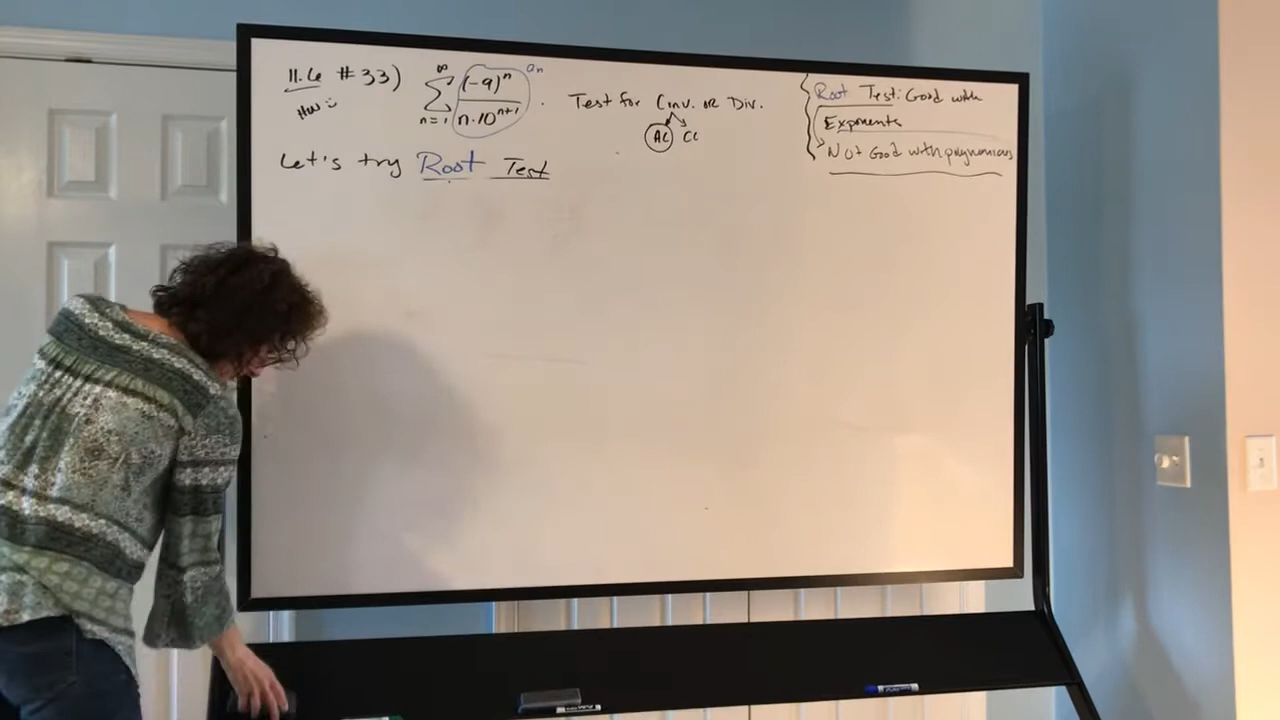 11.6 #33) ∞ ∑ n=1 (-9)^n / n·10^(n+1) . an
Test for Conv. or Div.
AC CC
Let's try Root Test
Root Test: Good with
Exponents
Not Good with polynomials